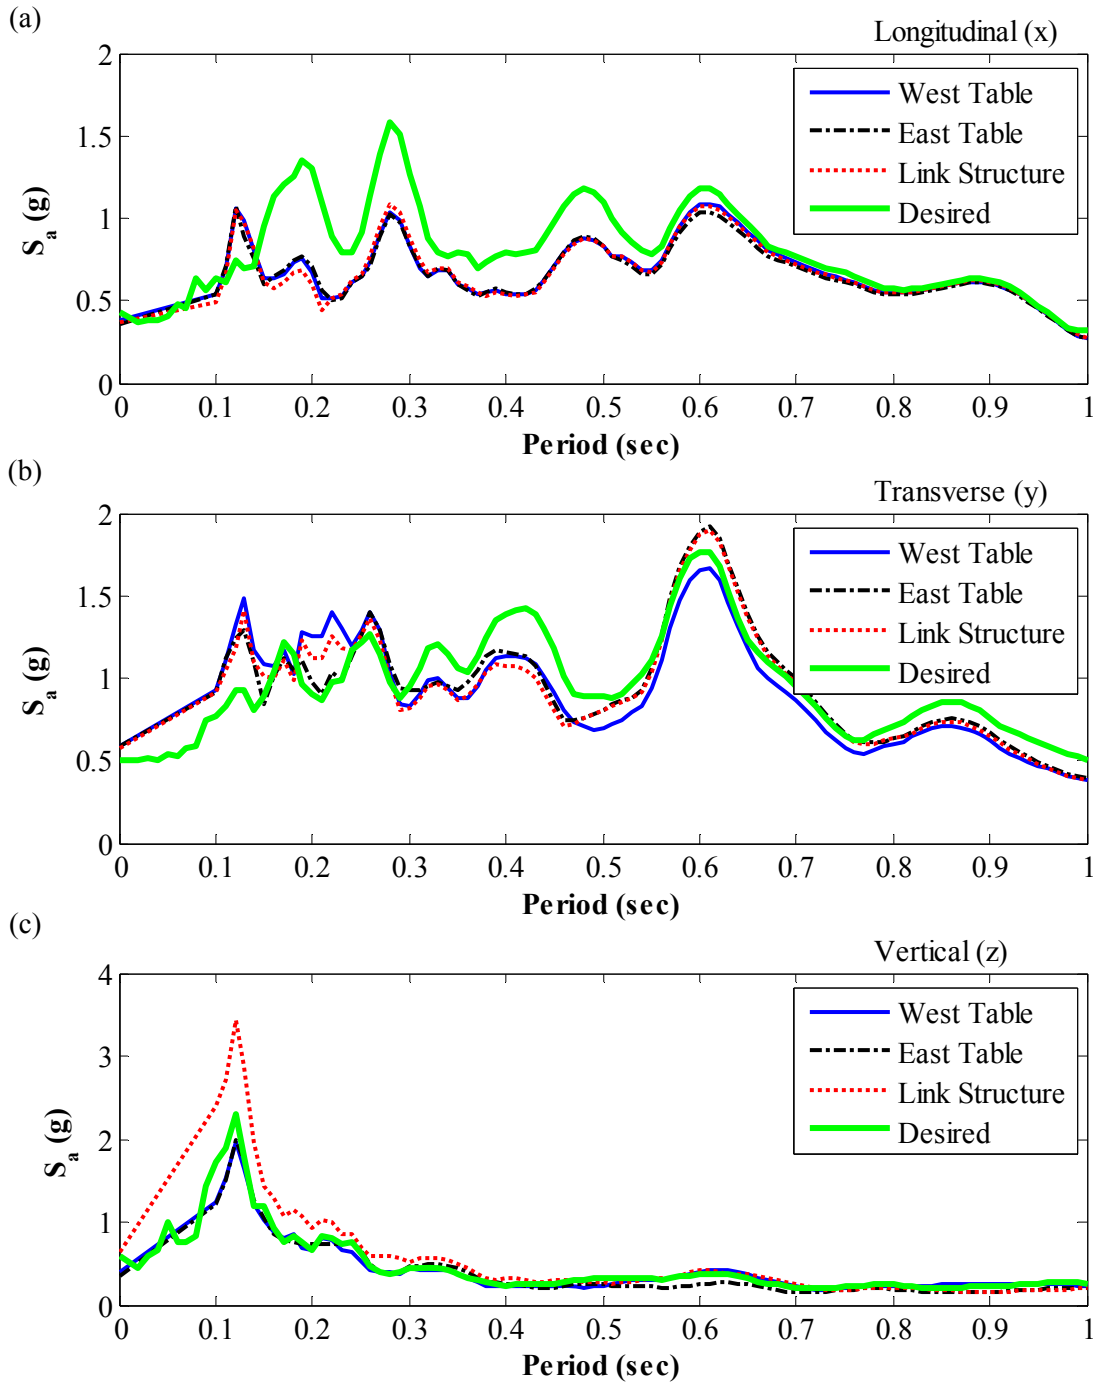 (a)
Longitudinal (x)
2
1.5
1
0.5
0
S_a (g)
West Table
East Table
Link Structure
Desired
0 0.1 0.2 0.3 0.4 0.5 0.6 0.7 0.8 0.9 1
Period (sec)
(b)
Transverse (y)
2
1.5
1
0.5
0
S_a (g)
West Table
East Table
Link Structure
Desired
0 0.1 0.2 0.3 0.4 0.5 0.6 0.7 0.8 0.9 1
Period (sec)
(c)
Vertical (z)
4
3
2
1
0
S_a (g)
West Table
East Table
Link Structure
Desired
0 0.1 0.2 0.3 0.4 0.5 0.6 0.7 0.8 0.9 1
Period (sec)